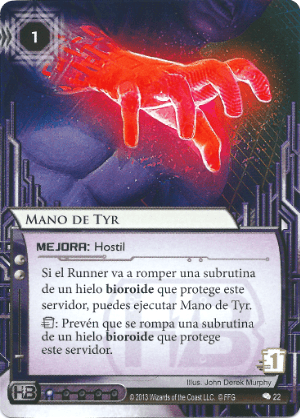 1
MANO DE TYR
MEJORA: Hostil
Si el Runner va a romper una subrutina
de un hielo bioroide que protege este
servidor, puedes ejecutar Mano de Tyr.
: Prevén que se rompa una subrutina
de un hielo bioroide que protege
este servidor.
1
HB
Illus. John Derek Murphy
© 2013 Wizards of the Coast LLC. © FFG
22